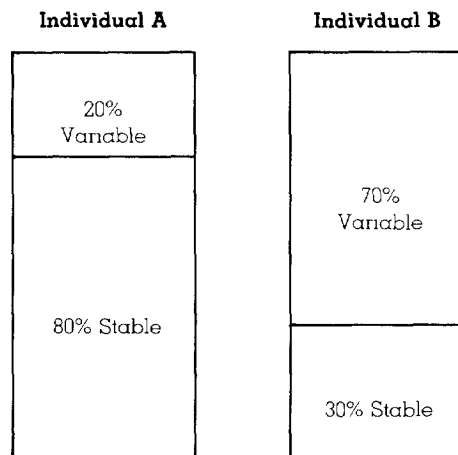 Individual A
20%
Variable
80% Stable
Individual B
70%
Variable
30% Stable